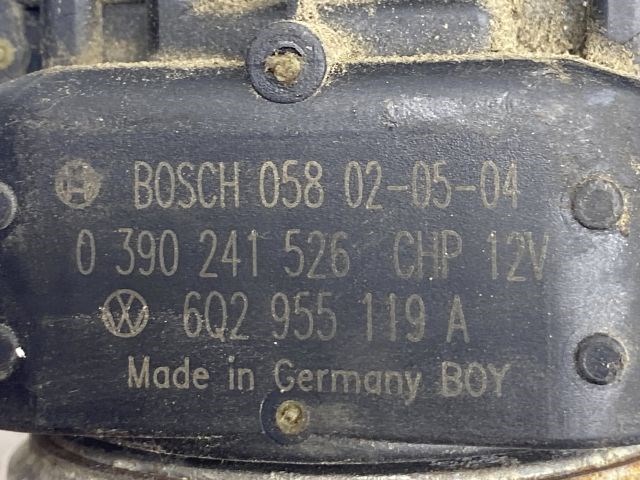 BOSCH 058 02-05-04
0 390 241 526 CHP 12V
6Q2 955 119 A
Made in Germany BOY